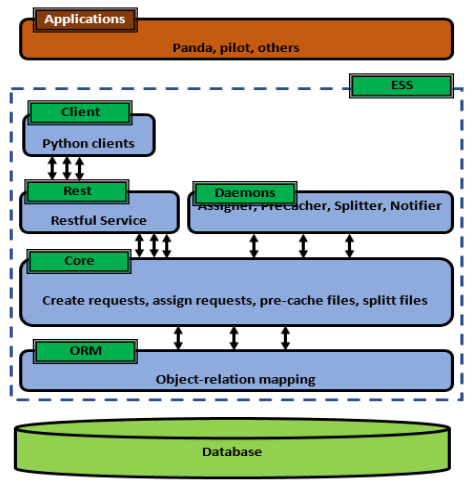 Applications
Panda, pilot, others
ESS
Client
Python clients
Rest
Restful Service
Daemons
Assigner, PreCacher, Splitter, Notifier
Core
Create requests, assign requests, pre-cache files, splitt files
ORM
Object-relation mapping
Database